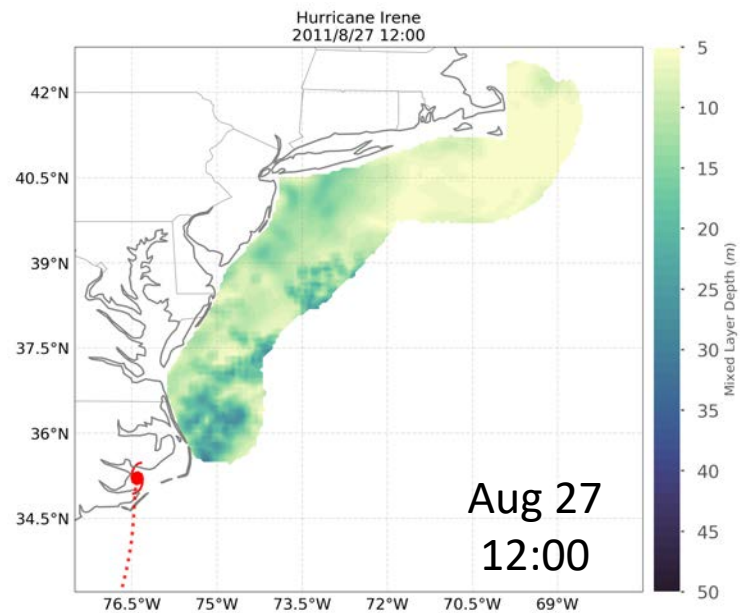 Hurricane Irene
2011/8/27 12:00
42°N
40.5°N
39°N
37.5°N
36°N
34.5°N
76.5°W
75°W
73.5°W
72°W
70.5°W
69°W
Aug 27
12:00
5
10
15
20
25
30
35
40
45
50
Mixed Layer Depth (m)